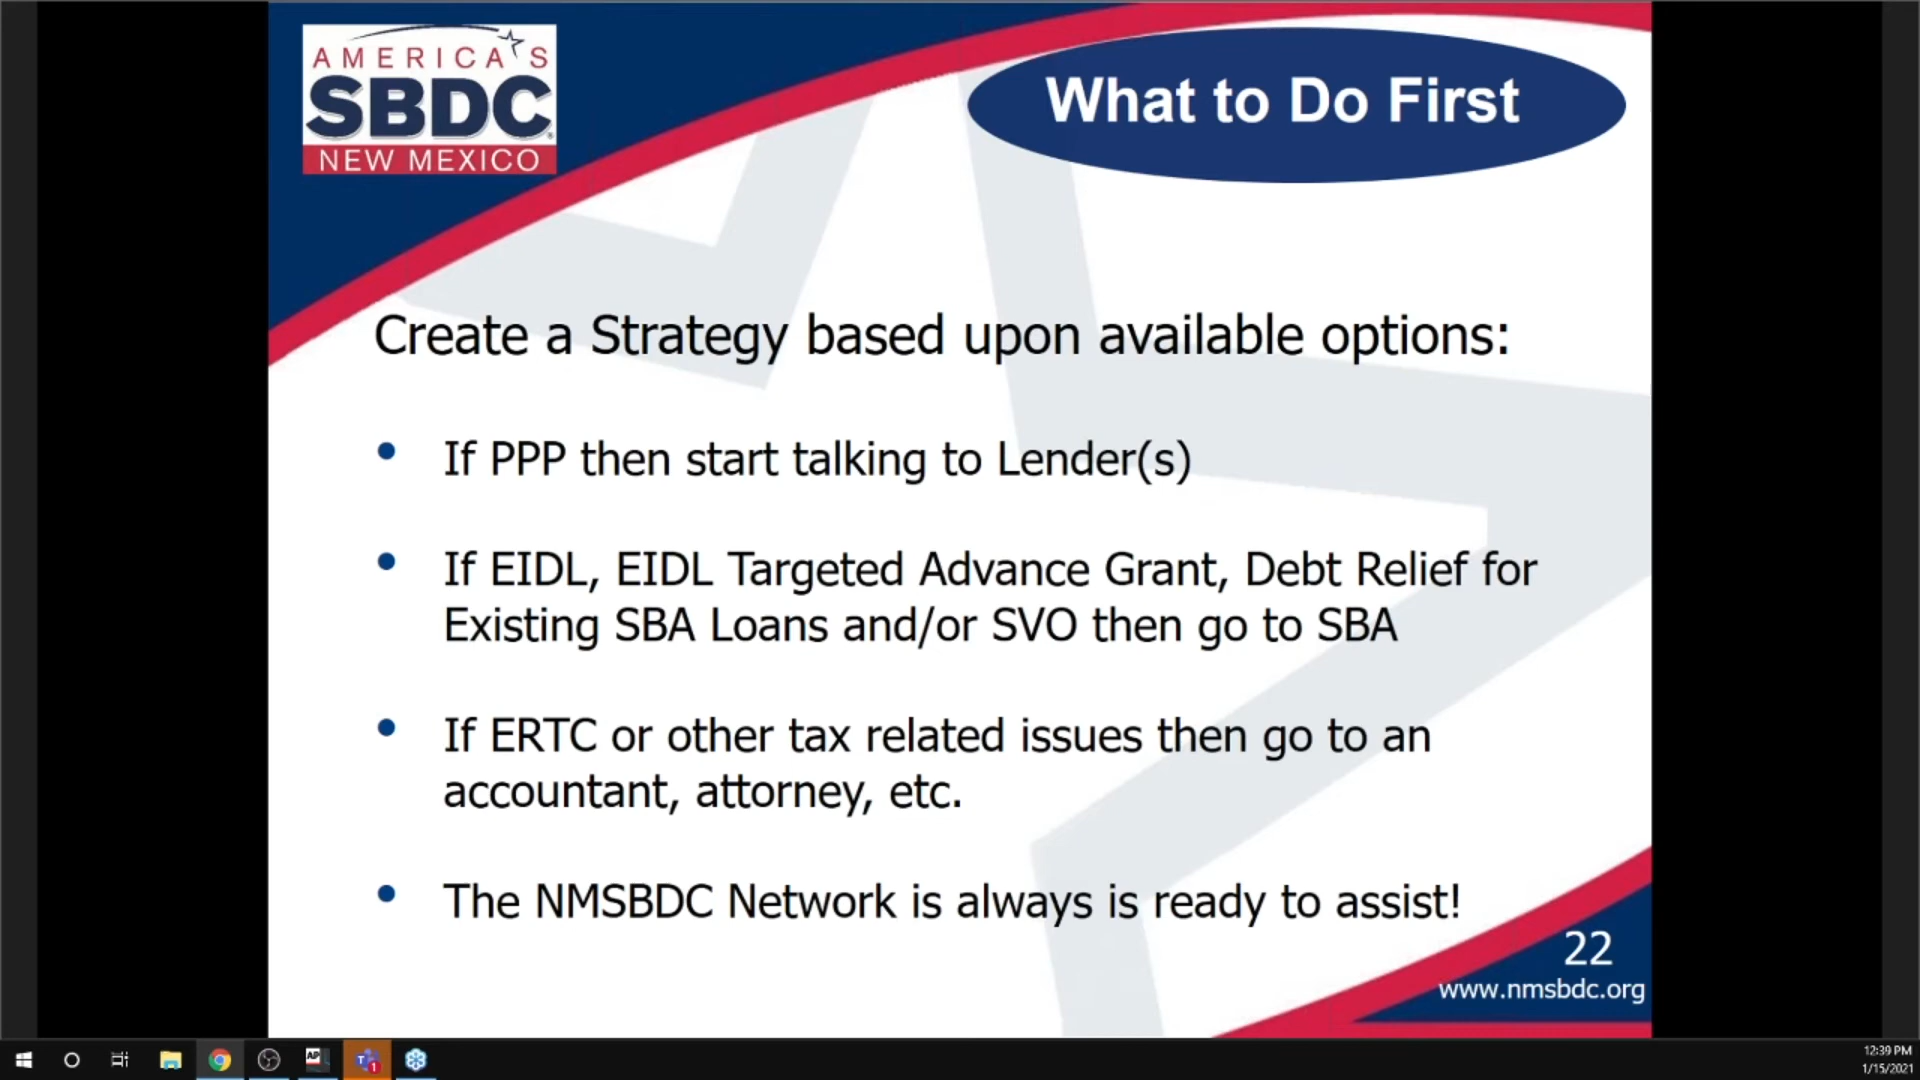 AMERICA'S
SBDC
NEW MEXICO
What to Do First
Create a Strategy based upon available options:
• If PPP then start talking to Lender(s)
• If EIDL, EIDL Targeted Advance Grant, Debt Relief for
Existing SBA Loans and/or SVO then go to SBA
• If ERTC or other tax related issues then go to an
accountant, attorney, etc.
• The NMSBDC Network is always is ready to assist!
22
www.nmsbdc.org
AP
T
1
12:39 PM
1/15/2021